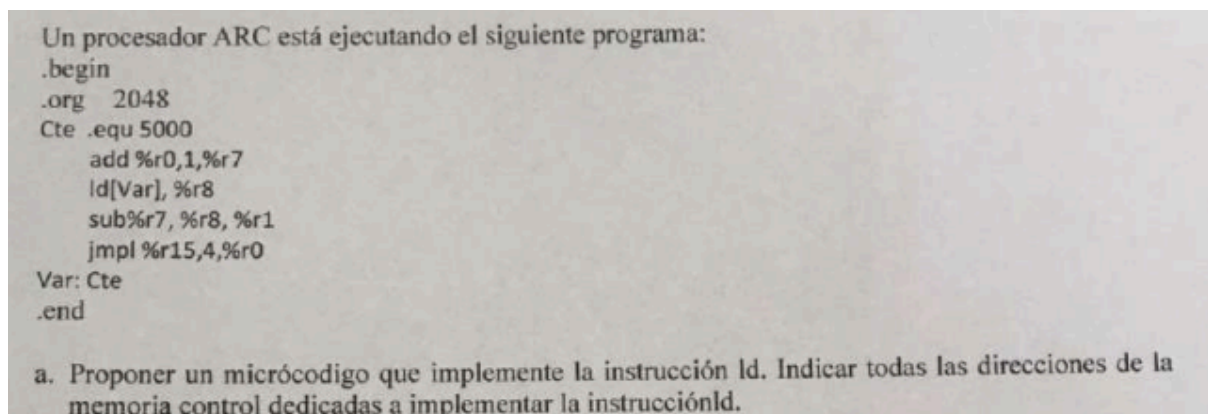 Un procesador ARC está ejecutando el siguiente programa:
.begin
.org 2048
Cte .equ 5000
add %r0,1,%r7
ld[Var], %r8
sub%r7, %r8, %r1
jmpl %r15,4,%r0
Var: Cte
.end
a. Proponer un micrócodigo que implemente la instrucción ld. Indicar todas las direcciones de la
memoria control dedicadas a implementar la instrucciónld.